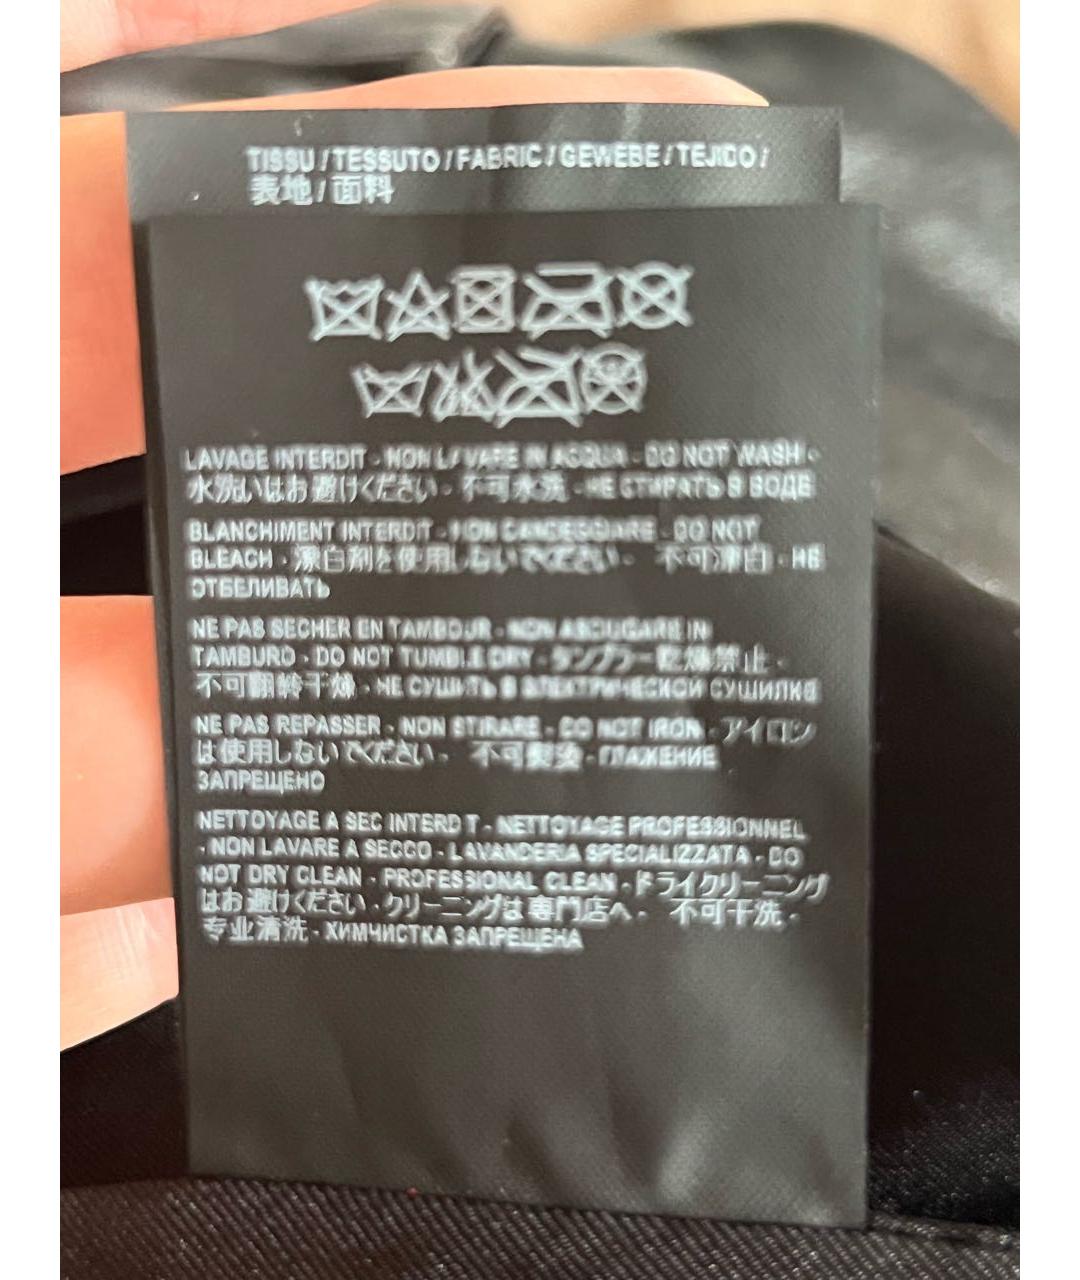 TISSU / TESSUTO / FABRIC / GEWEBE / TEJIDO /
表地 / 面料
LAVAGE INTERDIT - NON LAVARE IN ACQUA - DO NOT WASH -
水洗いはお避けください - 不可水洗 - НЕ СТИРАТЬ В ВОДЕ
BLANCHIMENT INTERDIT - NON CANDEGGIARE - DO NOT
BLEACH - 漂白剤を使用しないでください - 不可漂白 - НЕ
ОТБЕЛИВАТЬ
NE PAS SECHER EN TAMBOUR - NON ASCIUGARE IN
TAMBURO - DO NOT TUMBLE DRY - タンブラー乾燥禁止 -
不可翻转干燥 - НЕ СУШИТЬ В ЭЛЕКТРИЧЕСКОЙ СУШИЛКЕ
NE PAS REPASSER - NON STIRARE - DO NOT IRON - アイロン
は使用しないでください - 不可熨烫 - ГЛАЖЕНИЕ
ЗАПРЕЩЕНО
NETTOYAGE A SEC INTERDIT - NETTOYAGE PROFESSIONNEL
- NON LAVARE A SECCO - LAVANDERIA SPECIALIZZATA - DO
NOT DRY CLEAN - PROFESSIONAL CLEAN - ドライクリーニング
はお避けください - クリーニングは専門店へ - 不可干洗 -
专业清洗 - ХИМЧИСТКА ЗАПРЕЩЕНА